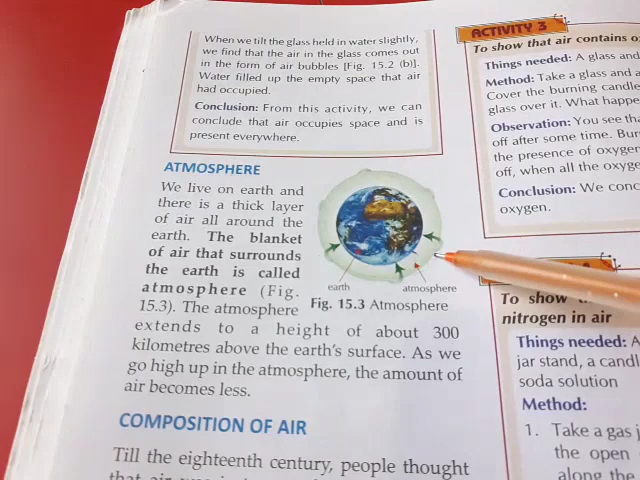 When we tilt the glass held in water slightly,
we find that the air in the glass comes out
in the form of air bubbles [Fig. 15.2 (b)].
Water filled up the empty space that air
had occupied.
Conclusion: From this activity, we can
conclude that air occupies space and is
present everywhere.
ATMOSPHERE
We live on earth and
there is a thick layer
of air all around the
earth. The blanket
of air that surrounds
the earth is called
atmosphere (Fig.
15.3). The atmosphere
extends to a height of about 300
kilometres above the earth's surface. As we
go high up in the atmosphere, the amount of
air becomes less.
earth
atmosphere
Fig. 15.3 Atmosphere
COMPOSITION OF AIR
Till the eighteenth century, people thought
that air
ACTIVITY 3
To show that air contains
Things needed: A glass and
Method: Take a glass and a
Cover the burning candle
glass over it. What
Observation: You see
off after some time.
the presence of
off, when all the
Conclusion: We
oxygen.
To show
nitrogen in air
Things needed: A
jar stand, a
soda solution
Method:
1. Take a gas
the open
along the